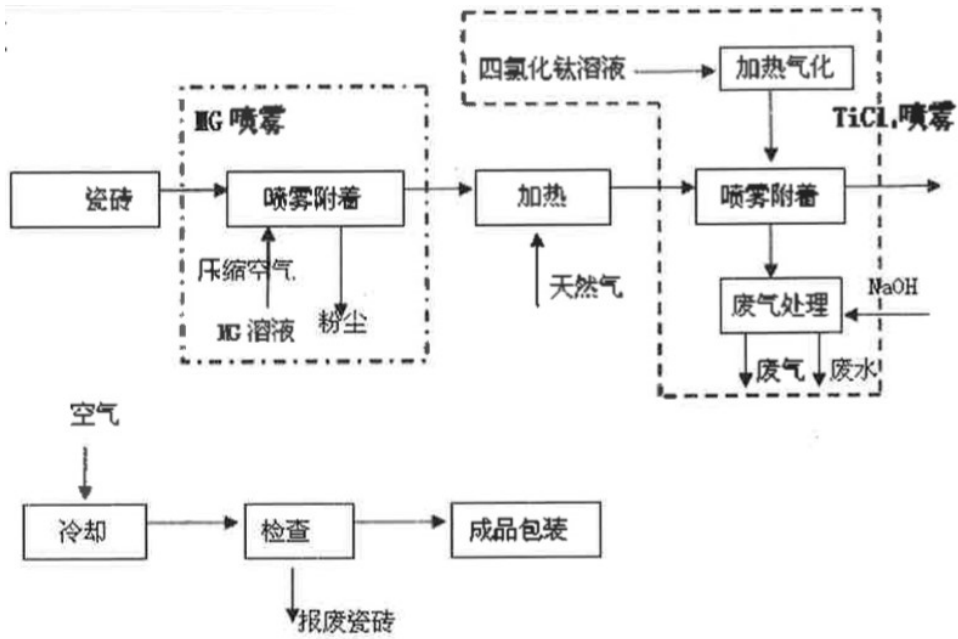 四氯化钛溶液
加热气化
MG 喷雾
TiCl₄喷雾
瓷砖
喷雾附着
加热
喷雾附着
压缩空气
MG 溶液
粉尘
天然气
废气处理
NaOH
废气
废水
空气
冷却
检查
成品包装
报废瓷砖